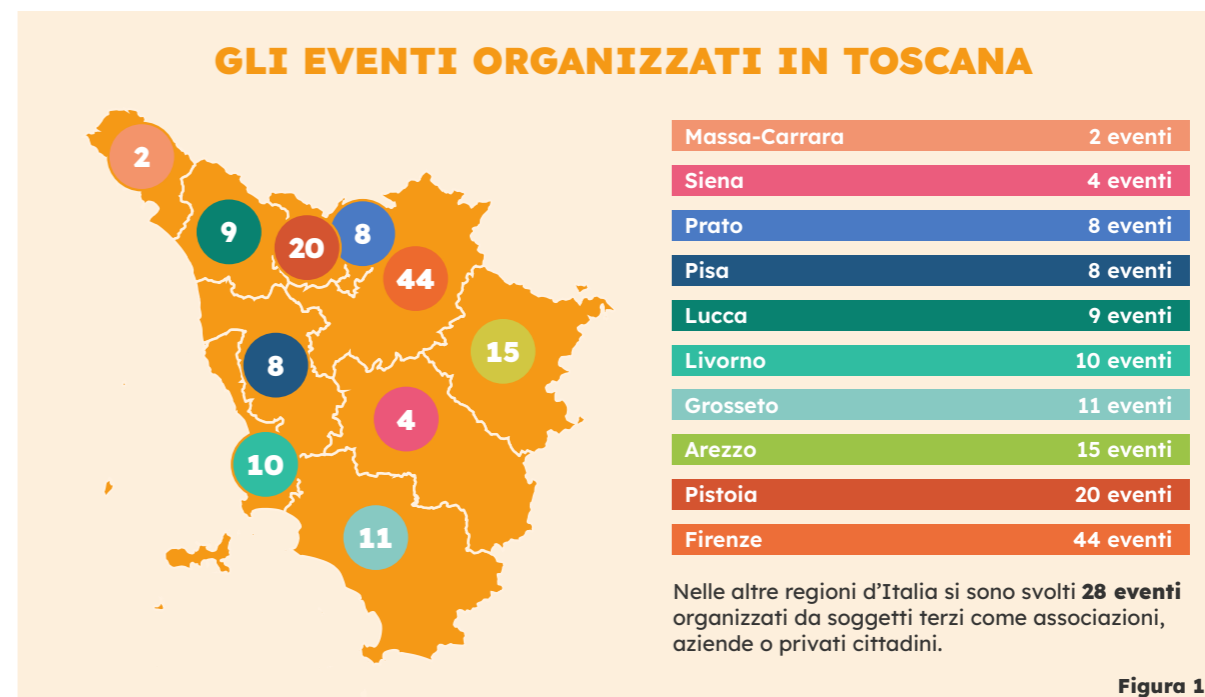 GLI EVENTI ORGANIZZATI IN TOSCANA
2
9
20
8
44
15
8
4
10
11
Massa-Carrara 2 eventi
Siena 4 eventi
Prato 8 eventi
Pisa 8 eventi
Lucca 9 eventi
Livorno 10 eventi
Grosseto 11 eventi
Arezzo 15 eventi
Pistoia 20 eventi
Firenze 44 eventi
Nelle altre regioni d’Italia si sono svolti 28 eventi
organizzati da soggetti terzi come associazioni,
aziende o privati cittadini.
Figura 1